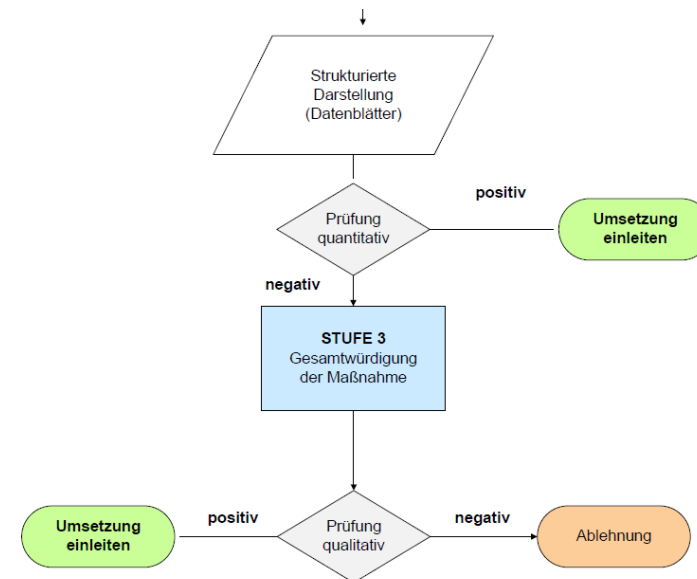 Strukturierte
Darstellung
(Datenblätter)
positiv
Prüfung
quantitativ
Umsetzung
einleiten
negativ
STUFE 3
Gesamtwürdigung
der Maßnahme
Umsetzung
einleiten
positiv
Prüfung
qualitativ
negativ
Ablehnung